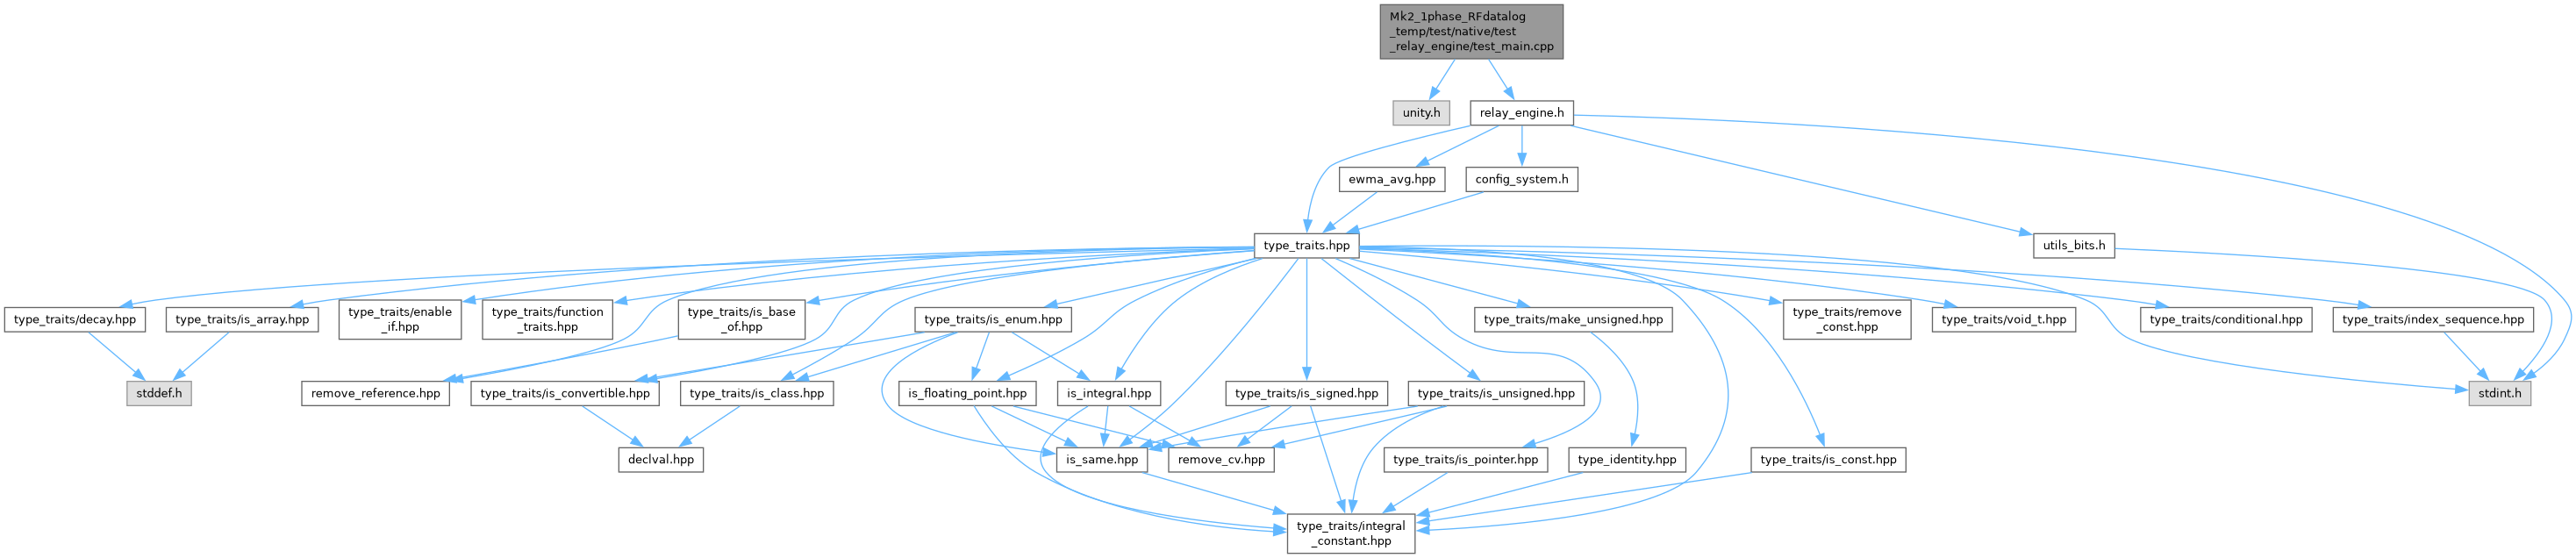 Mk2_1phase_RFdatalog
_temp/test/native/test
_relay_engine/test_main.cpp
unity.h
relay_engine.h
ewma_avg.hpp
config_system.h
type_traits.hpp
utils_bits.h
type_traits/decay.hpp
type_traits/is_array.hpp
type_traits/enable
_if.hpp
type_traits/function
_traits.hpp
type_traits/is_base
_of.hpp
type_traits/is_enum.hpp
type_traits/make_unsigned.hpp
type_traits/remove
_const.hpp
type_traits/void_t.hpp
type_traits/conditional.hpp
type_traits/index_sequence.hpp
stddef.h
remove_reference.hpp
type_traits/is_convertible.hpp
type_traits/is_class.hpp
is_floating_point.hpp
is_integral.hpp
type_traits/is_signed.hpp
type_traits/is_unsigned.hpp
stdint.h
declval.hpp
is_same.hpp
remove_cv.hpp
type_traits/is_pointer.hpp
type_identity.hpp
type_traits/is_const.hpp
type_traits/integral
_constant.hpp